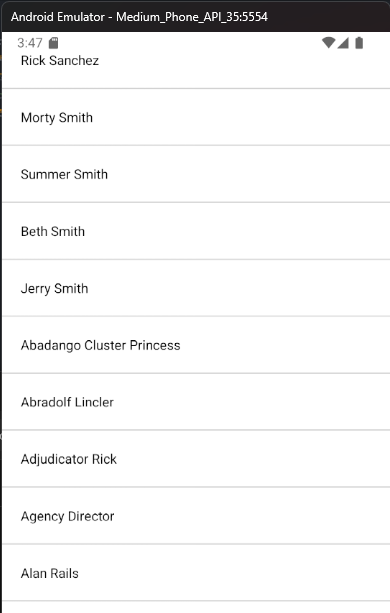 Android Emulator - Medium_Phone_API_35:5554
3:47
Rick Sanchez
Morty Smith
Summer Smith
Beth Smith
Jerry Smith
Abadango Cluster Princess
Abradolf Lincler
Adjudicator Rick
Agency Director
Alan Rails